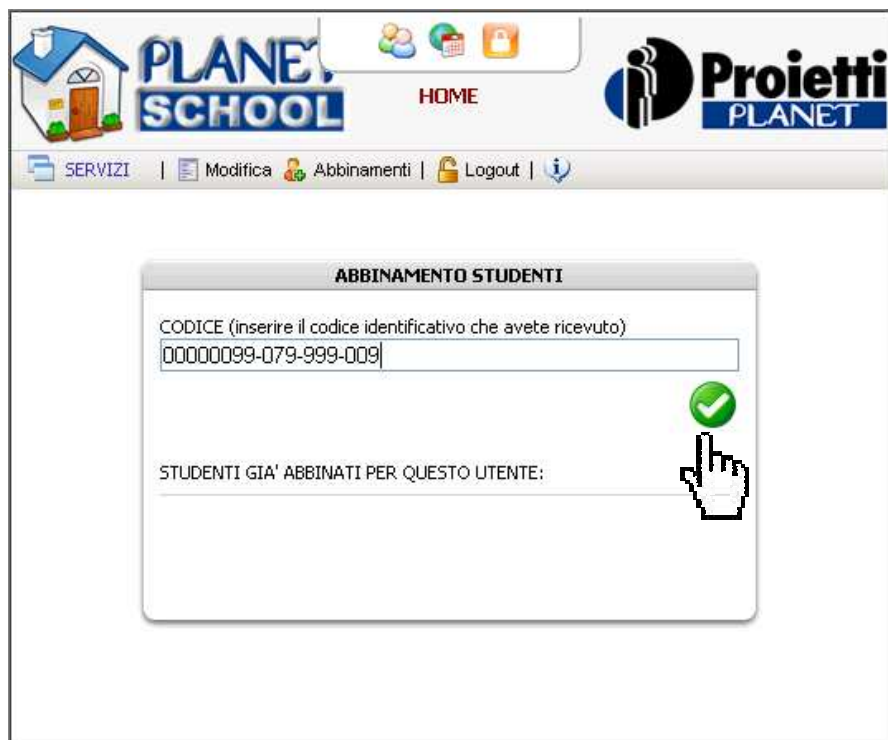 PLANET
SCHOOL
HOME
Proietti
PLANET
SERVIZI | Modifica Abbinamenti | Logout |
ABBINAMENTO STUDENTI
CODICE (inserire il codice identificativo che avete ricevuto)
00000099-079-999-009
STUDENTI GIA' ABBINATI PER QUESTO UTENTE: